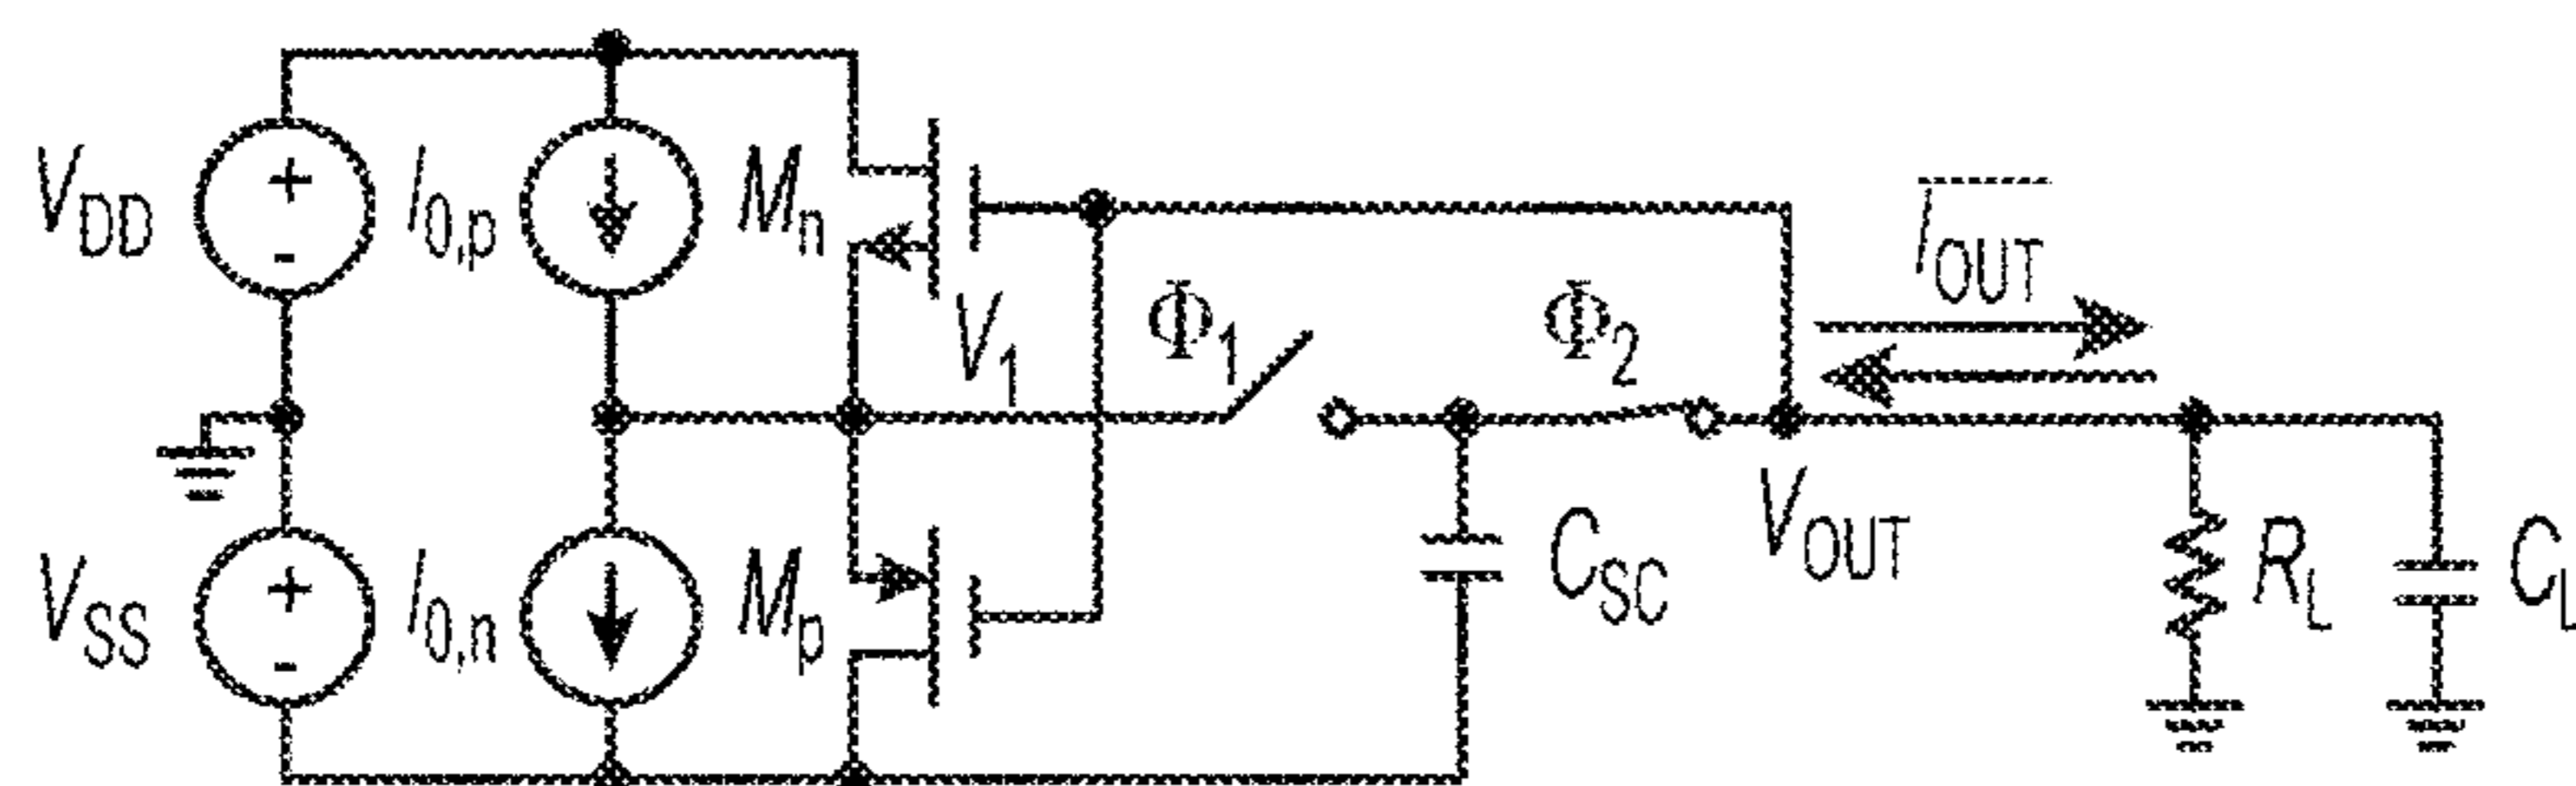 V_DD
+
-
I_0,p
M_n
V_1
Φ_1
Φ_2
I_OUT
V_SS
+
-
I_0,n
M_p
C_SC
V_OUT
R_L
C_L